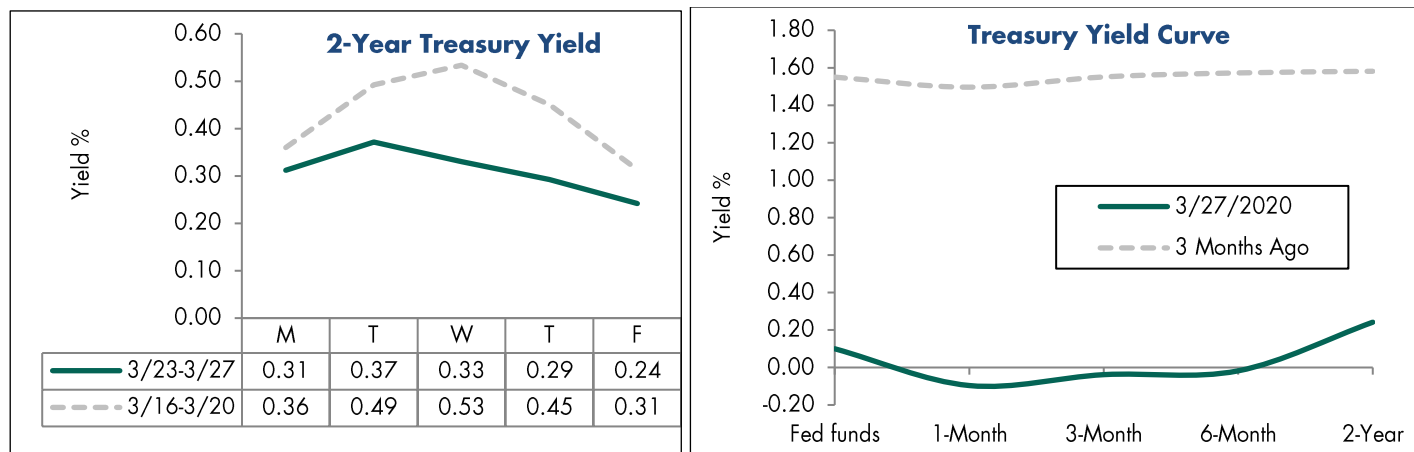 2-Year Treasury Yield
Yield %
0.60
0.50
0.40
0.30
0.20
0.10
0.00
M T W T F
3/23-3/27 0.31 0.37 0.33 0.29 0.24
3/16-3/20 0.36 0.49 0.53 0.45 0.31
Treasury Yield Curve
Yield %
1.80
1.60
1.40
1.20
1.00
0.80
0.60
0.40
0.20
0.00
-0.20
3/27/2020
3 Months Ago
Fed funds 1-Month 3-Month 6-Month 2-Year